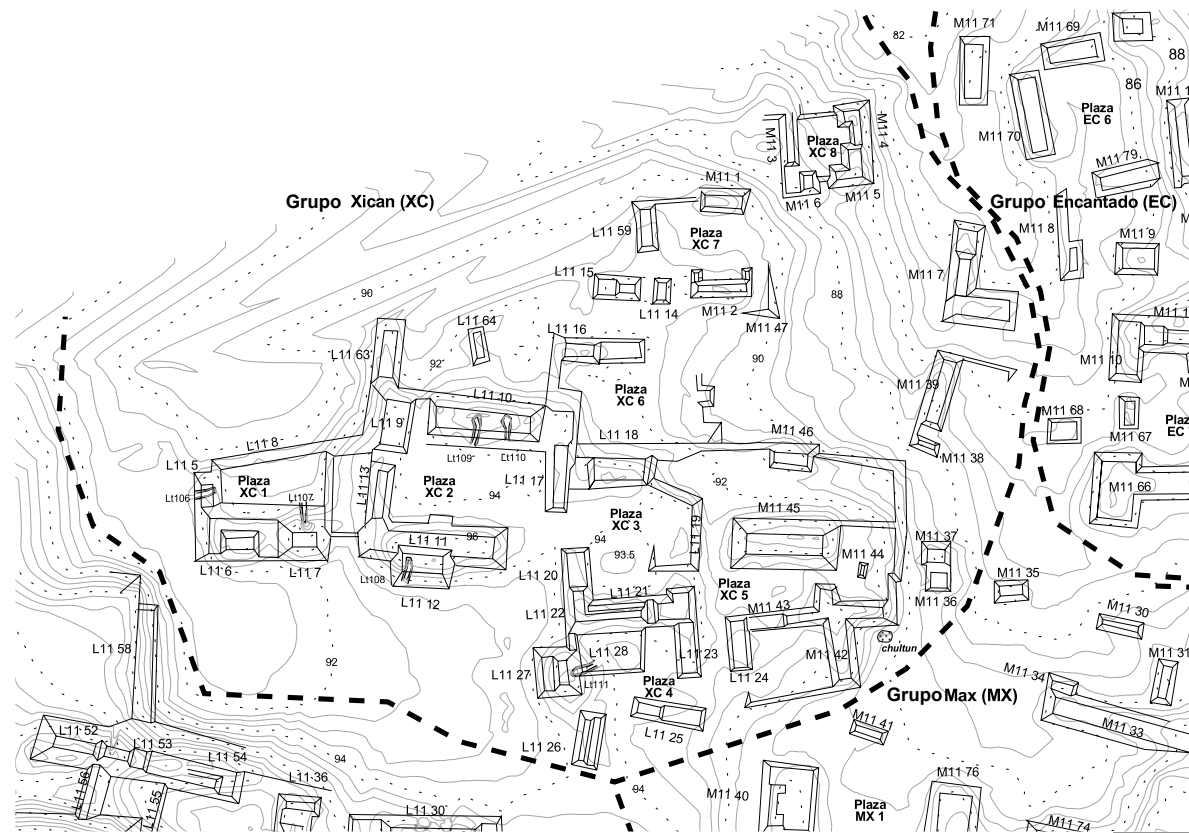 M11 71
M11 69
82
88
86
Plaza
EC 6
M11 70
M11 3
Plaza
XC 8
M11 4
M11 79
M11 1
M11 6
M11 5
Grupo Xican (XC)
Grupo Encantado (EC)
L11 59
Plaza
XC 7
M11 8
M11 9
L11 15
M11 7
90
L11 14
M11 2
88
M11 47
L11 64
L11 16
L11 63
92
90
M11 10
Plaza
XC 6
M11 39
L11 10
L11 9
M11 68
M11 67
L11 8
Lt109
Lt110
L11 18
M11 46
M11 38
L11 5
L11 13
L11 17
M11 66
Plaza
XC 1
Plaza
XC 2
92
Lt106
Lt107
94
Plaza
XC 3
M11 45
L11 19
L11 11
96
94
93.5
M11 44
M11 37
L11 6
L11 7
Lt108
L11 20
M11 35
L11 12
L11 21
Plaza
XC 5
M11 36
L11 22
M11 43
M11 30
L11 58
L11 28
L11 23
M11 42
chultun
92
L11 27
Lt111
Plaza
XC 4
L11 24
M11 34
M11 31
Grupo Max (MX)
L11 52
L11 53
L11 26
L11 25
M11 41
M11 33
L11 54
94
L11 56
L11 55
L11 36
94
M11 40
M11 76
L11 30
Plaza
MX 1
M11 74